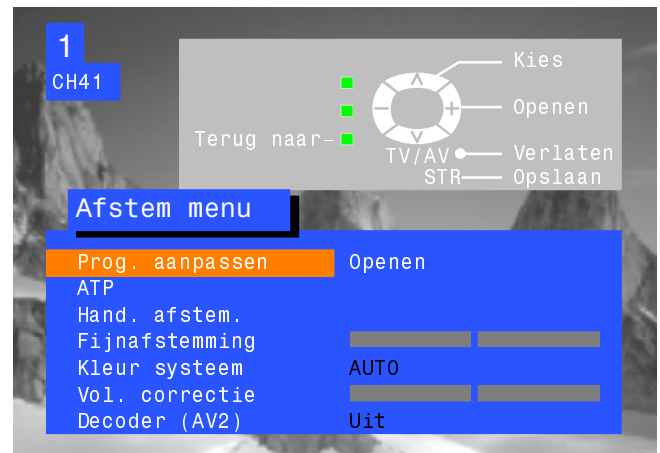 1
CH41
Kies
Openen
Terug naar
TV/AV Verlaten
STR Opslaan
Afstem menu
Prog. aanpassen Openen
ATP
Hand. afstem.
Fijnafstemming
Kleur systeem AUTO
Vol. correctie
Decoder (AV2) Uit